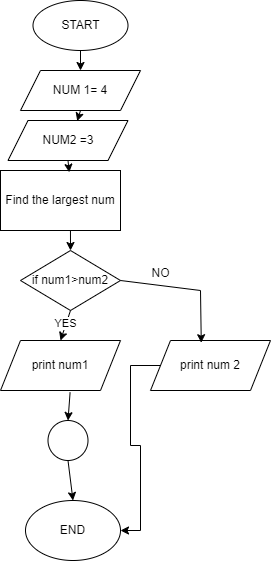 START
NUM 1= 4
NUM2 =3
Find the largest num
if num1>num2
NO
YES
print num1
print num 2
END